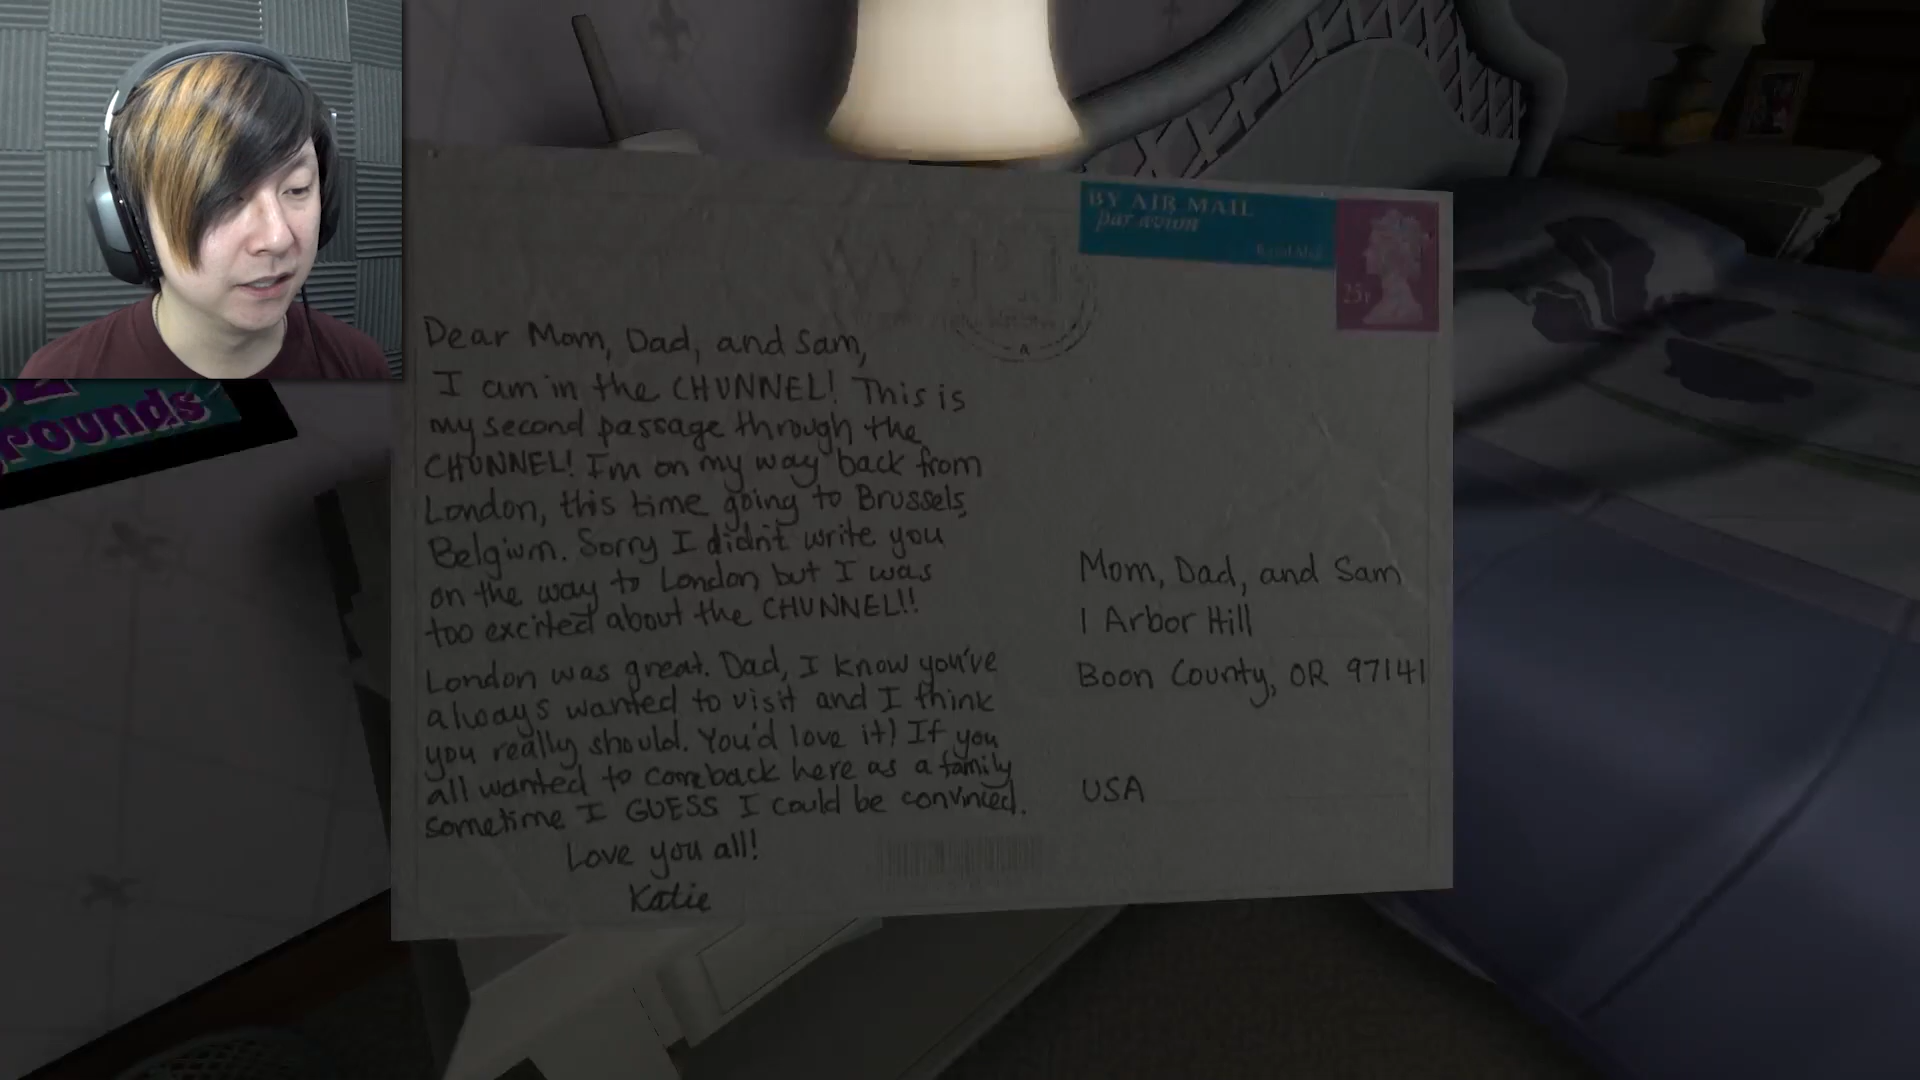 BY AIR MAIL
par avion
Royal Mail
25
Dear Mom, Dad, and Sam,
I am in the CHUNNEL! This is
my second passage through the
CHUNNEL! I'm on my way back from
London, this time going to Brussels,
Belgium. Sorry I didn't write you
on the way to London but I was
too excited about the CHUNNEL!!
London was great. Dad, I know you've
always wanted to visit and I think
you really should. You'd love it! If you
all wanted to come back here as a family
sometime I GUESS I could be convinced.
Love you all!
Katie
Mom, Dad, and Sam
1 Arbor Hill
Boon County, OR 97141
USA
rounds